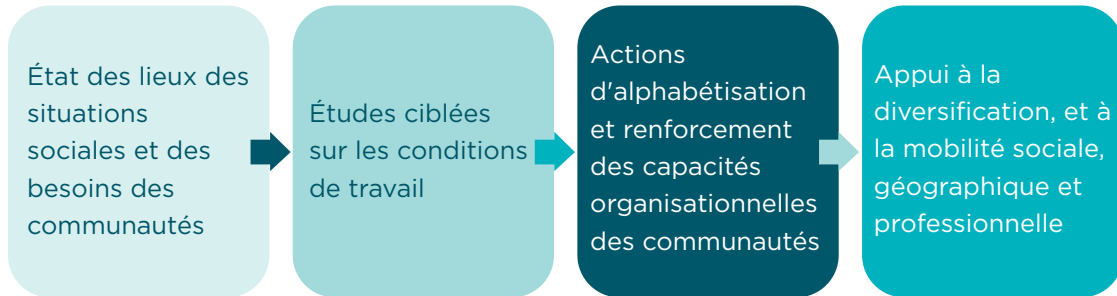 État des lieux des
situations
sociales et des
besoins des
communautés
Études ciblées
sur les conditions
de travail
Actions
d'alphabétisation
et renforcement
des capacités
organisationnelles
des communautés
Appui à la
diversification, et à
la mobilité sociale,
géographique et
professionnelle